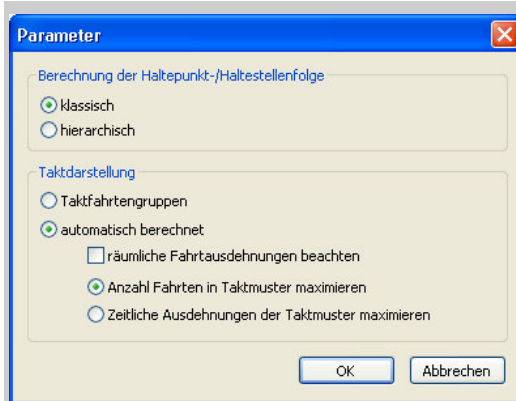 Parameter
Berechnung der Haltepunkt-/Haltestellenfolge
klassisch
hierarchisch
Taktdarstellung
Taktfahrtengruppen
automatisch berechnet
räumliche Fahrtausdehnungen beachten
Anzahl Fahrten in Taktmuster maximieren
Zeitliche Ausdehnungen der Taktmuster maximieren
OK Abbrechen